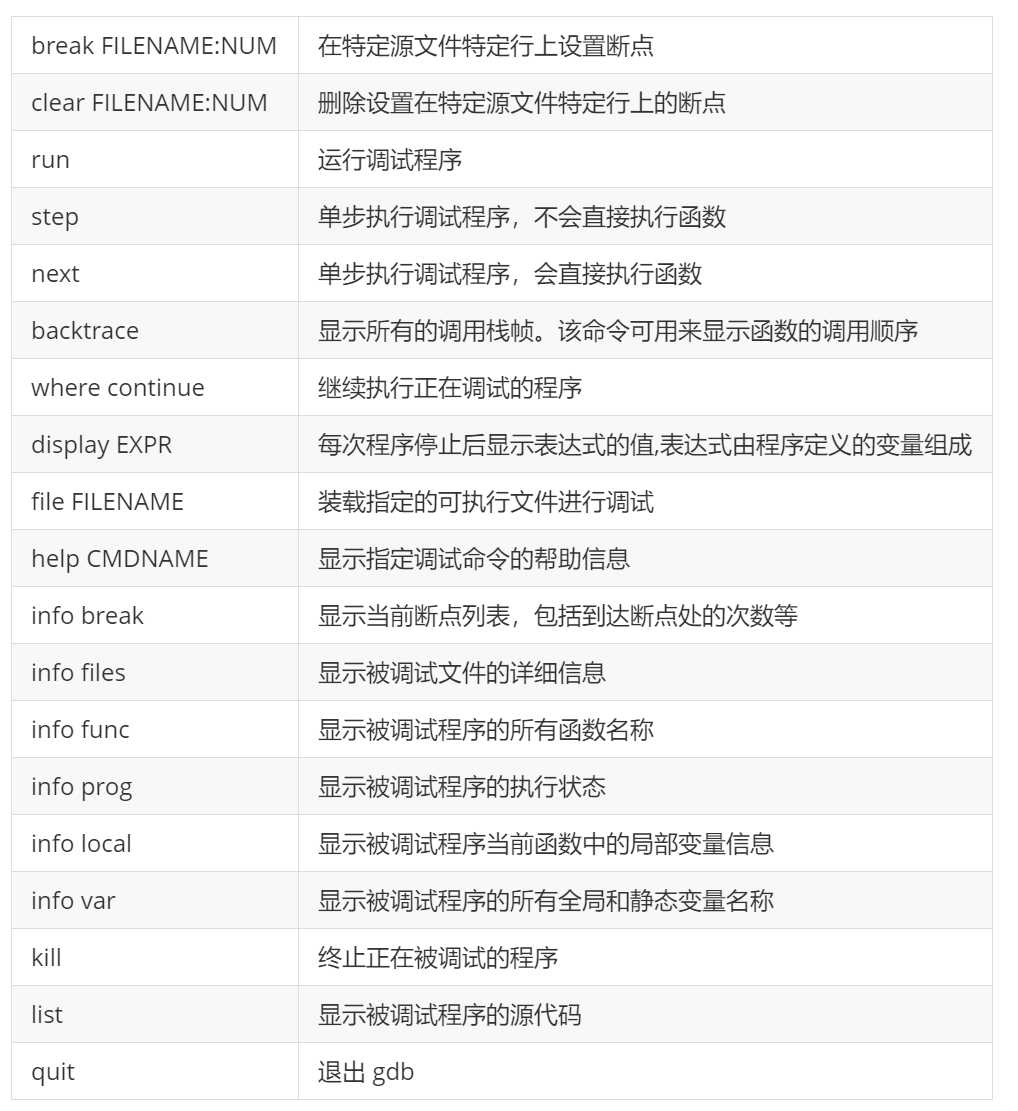 break FILENAME:NUM 在特定源文件特定行上设置断点
clear FILENAME:NUM 删除设置在特定源文件特定行上的断点
run 运行调试程序
step 单步执行调试程序，不会直接执行函数
next 单步执行调试程序，会直接执行函数
backtrace 显示所有的调用栈帧。该命令可用来显示函数的调用顺序
where continue 继续执行正在调试的程序
display EXPR 每次程序停止后显示表达式的值,表达式由程序定义的变量组成
file FILENAME 装载指定的可执行文件进行调试
help CMDNAME 显示指定调试命令的帮助信息
info break 显示当前断点列表，包括到达断点处的次数等
info files 显示被调试文件的详细信息
info func 显示被调试程序的所有函数名称
info prog 显示被调试程序的执行状态
info local 显示被调试程序当前函数中的局部变量信息
info var 显示被调试程序的所有全局和静态变量名称
kill 终止正在被调试的程序
list 显示被调试程序的源代码
quit 退出 gdb